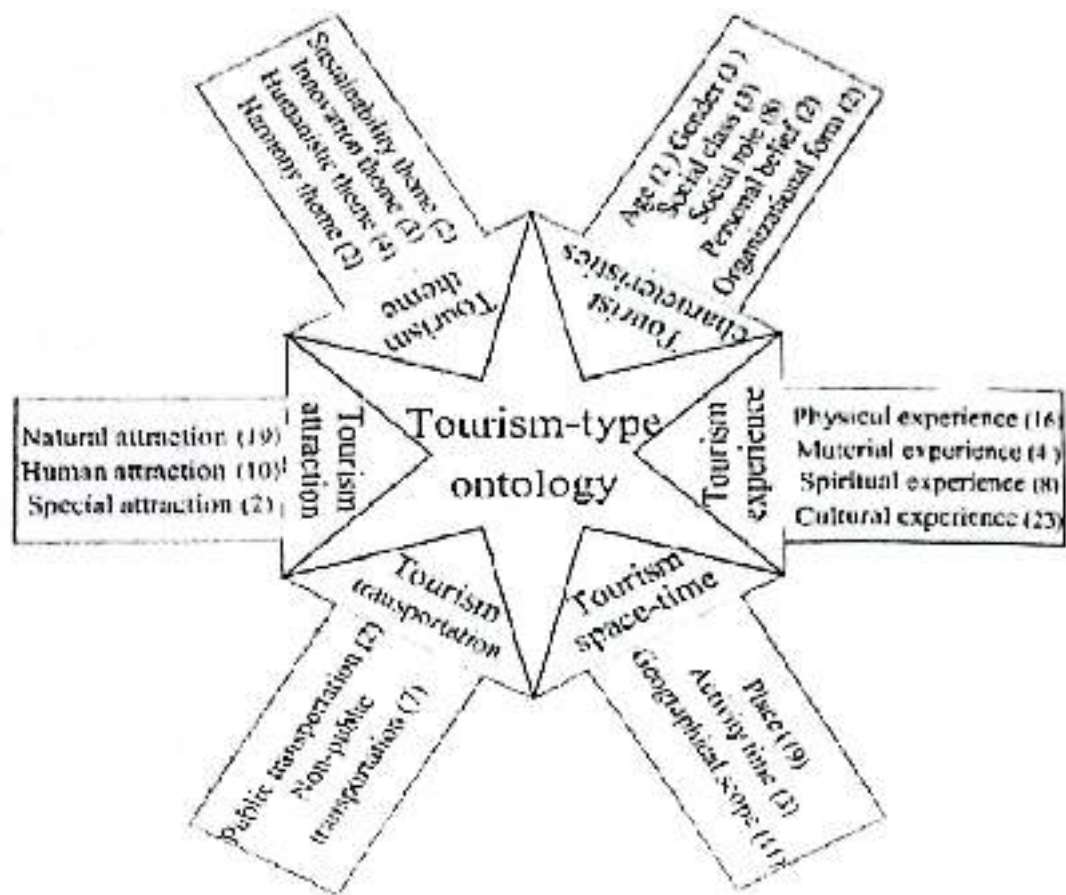 Tourism-type
ontology
Tourism
theme
Sustainability theme (2)
Innovation theme
Humanistic theme (4)
Harmony theme (2)
Tourist
characteristics
Age (2) Gender (3)
Social class (3)
Social role (8)
Personal belief (2)
Organizational form (2)
Tourism
experience
Physical experience (16)
Material experience (4)
Spiritual experience (8)
Cultural experience (23)
Tourism
space-time
Place (19)
Activity time
Geographical scope (11)
Tourism
transportation
Public transportation (2)
Non-public
transportation (7)
Tourism
attraction
Natural attraction (19)
Human attraction (10)
Special attraction (2)